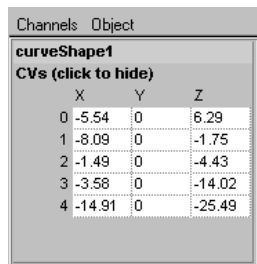 Channels Object
curveShape1
CVs (click to hide)
X Y Z
0 -5.54 0 6.29
1 -8.09 0 -1.75
2 -1.49 0 -4.43
3 -3.58 0 -14.02
4 -14.91 0 -25.49